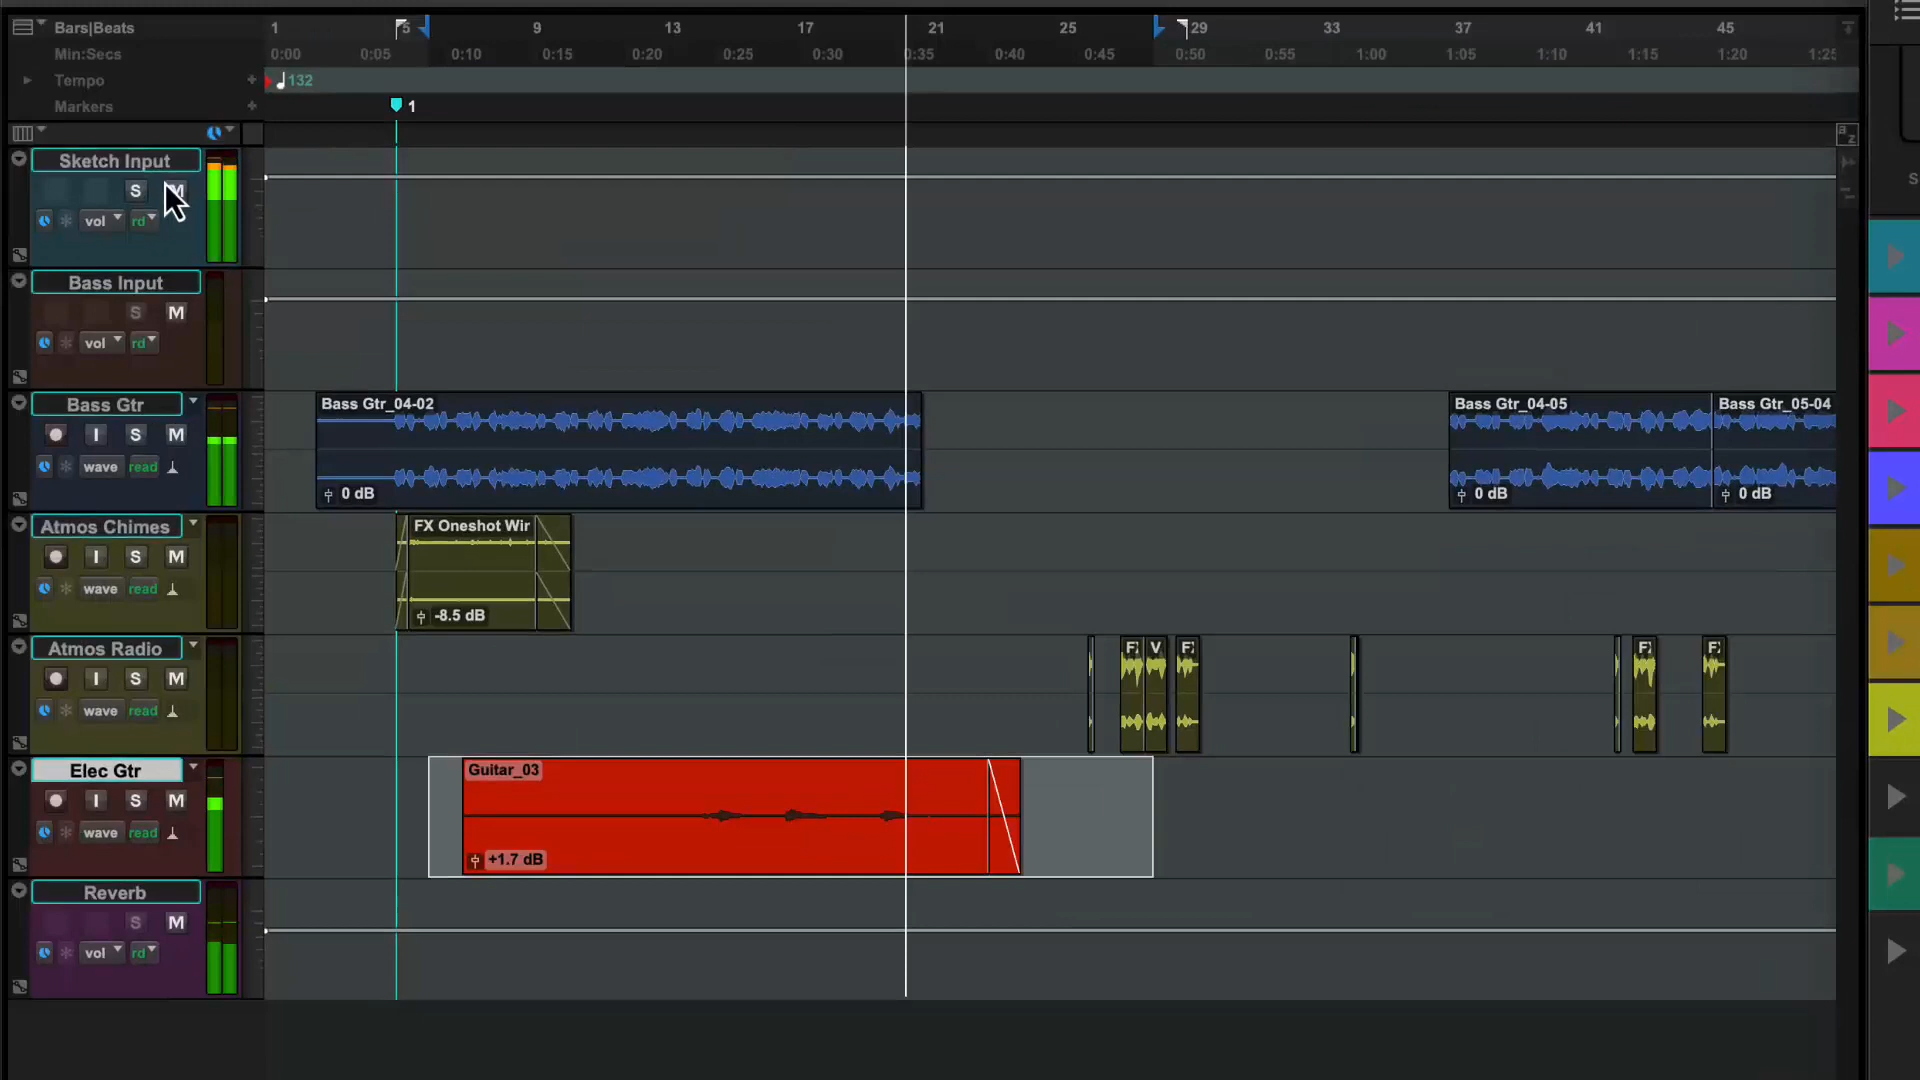 Bars|Beats 1 5 9 13 17 21 25 29 33 37 41 45
Min:Secs 0:00 0:05 0:10 0:15 0:20 0:25 0:30 0:35 0:40 0:45 0:50 0:55 1:00 1:05 1:10 1:15 1:20 1:25
Tempo + 132
Markers + 1
a z
Sketch Input
S M
vol rd
Bass Input
S M
vol rd
Bass Gtr Bass Gtr_04-02 Bass Gtr_04-05 Bass Gtr_05-04
I S M
wave read 0 dB 0 dB 0 dB
Atmos Chimes FX Oneshot Wir
I S M
wave read -8.5 dB
Atmos Radio F V F F F
I S M
wave read
Elec Gtr Guitar_03
I S M
wave read +1.7 dB
Reverb
S M
vol rd
S